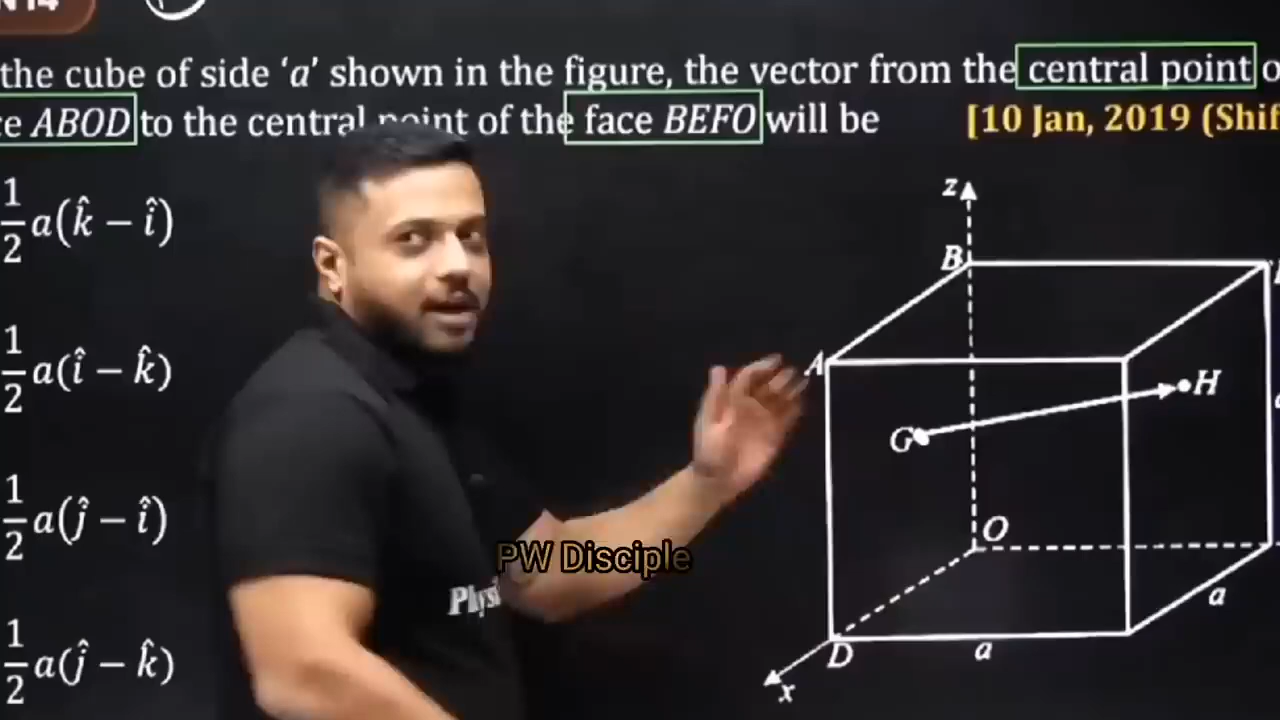 the cube of side ‘a’ shown in the figure, the vector from the central point
ABOD to the central point of the face BEFO will be [10 Jan, 2019
1/2 a(k̂ − î)
1/2 a(î − k̂)
1/2 a(ĵ − î)
1/2 a(ĵ − k̂)
z
B
A
H
G
O
a
D
a
x
PW Disciple